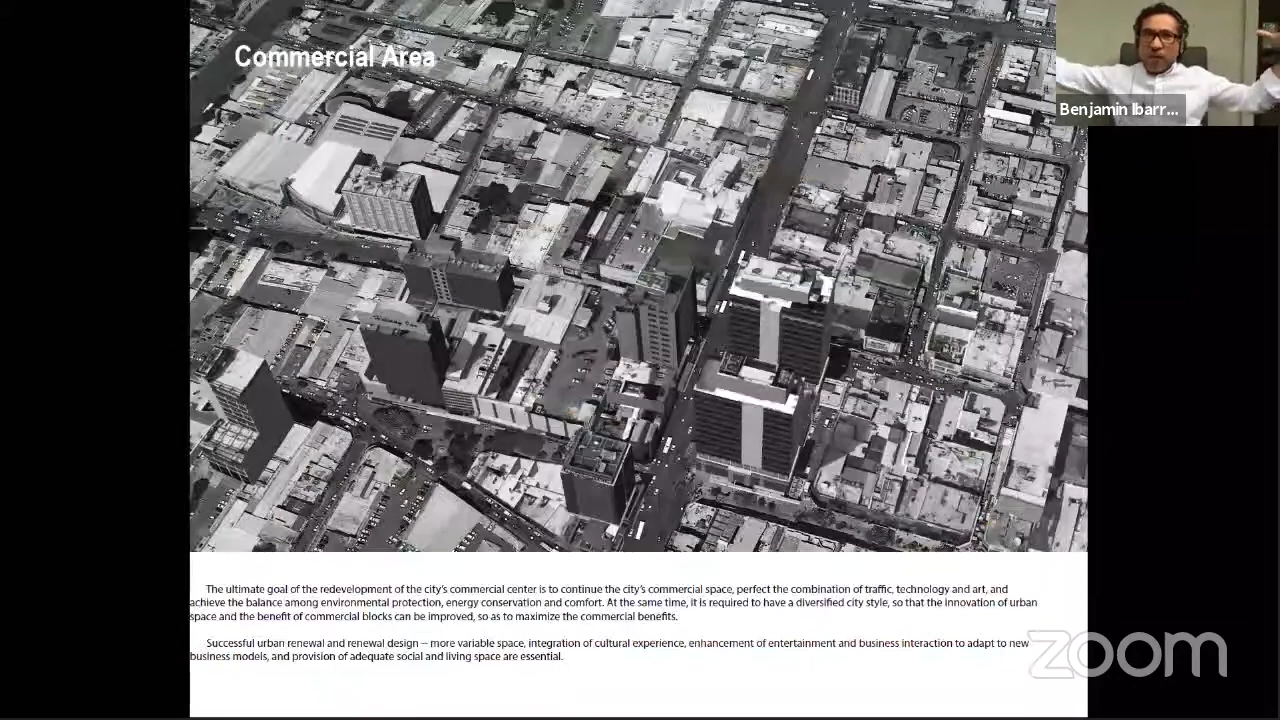 Commercial Area
Benjamin Ibarr...
The ultimate goal of the redevelopment of the city's commercial center is to continue the city's commercial space, perfect the combination of traffic, technology and art, and
achieve the balance among environmental protection, energy conservation and comfort. At the same time, it is required to have a diversified city style, so that the innovation of urban
space and the benefit of commercial blocks can be improved, so as to maximize the commercial benefits.
Successful urban renewal and renewal design -- more variable space, integration of cultural experience, enhancement of entertainment and business interaction to adapt to new
business models, and provision of adequate social and living space are essential.
zoom